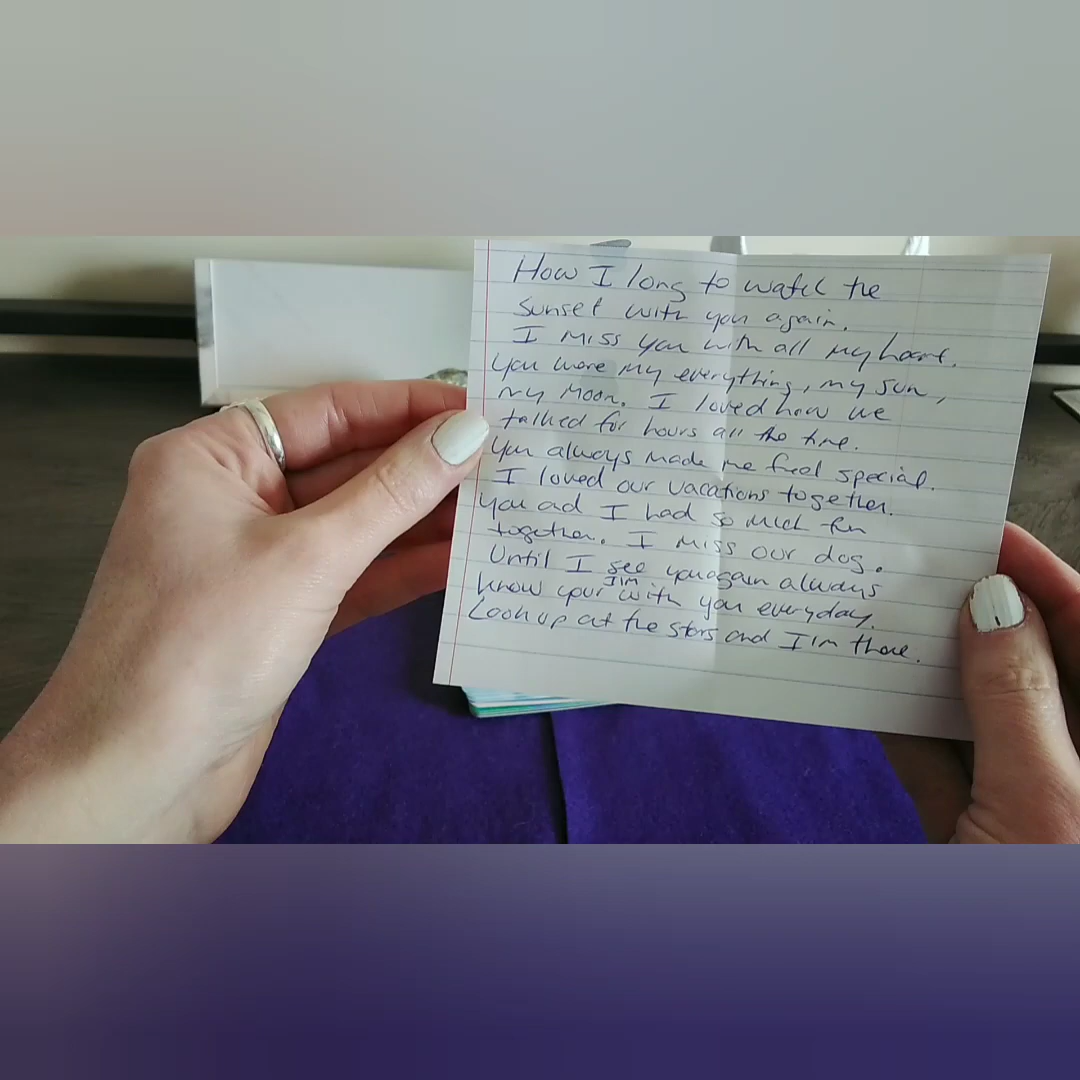 How I long to watch the
sunset with you again.
I miss you with all my heart.
You were my everything, my sun,
my moon. I loved how we
talked for hours all the time.
You always made me feel special.
I loved our vacations together.
You and I had so much fun
together. I miss our dog.
Until I see you again always
know I'm with you everyday.
Look up at the stars and I'm there.